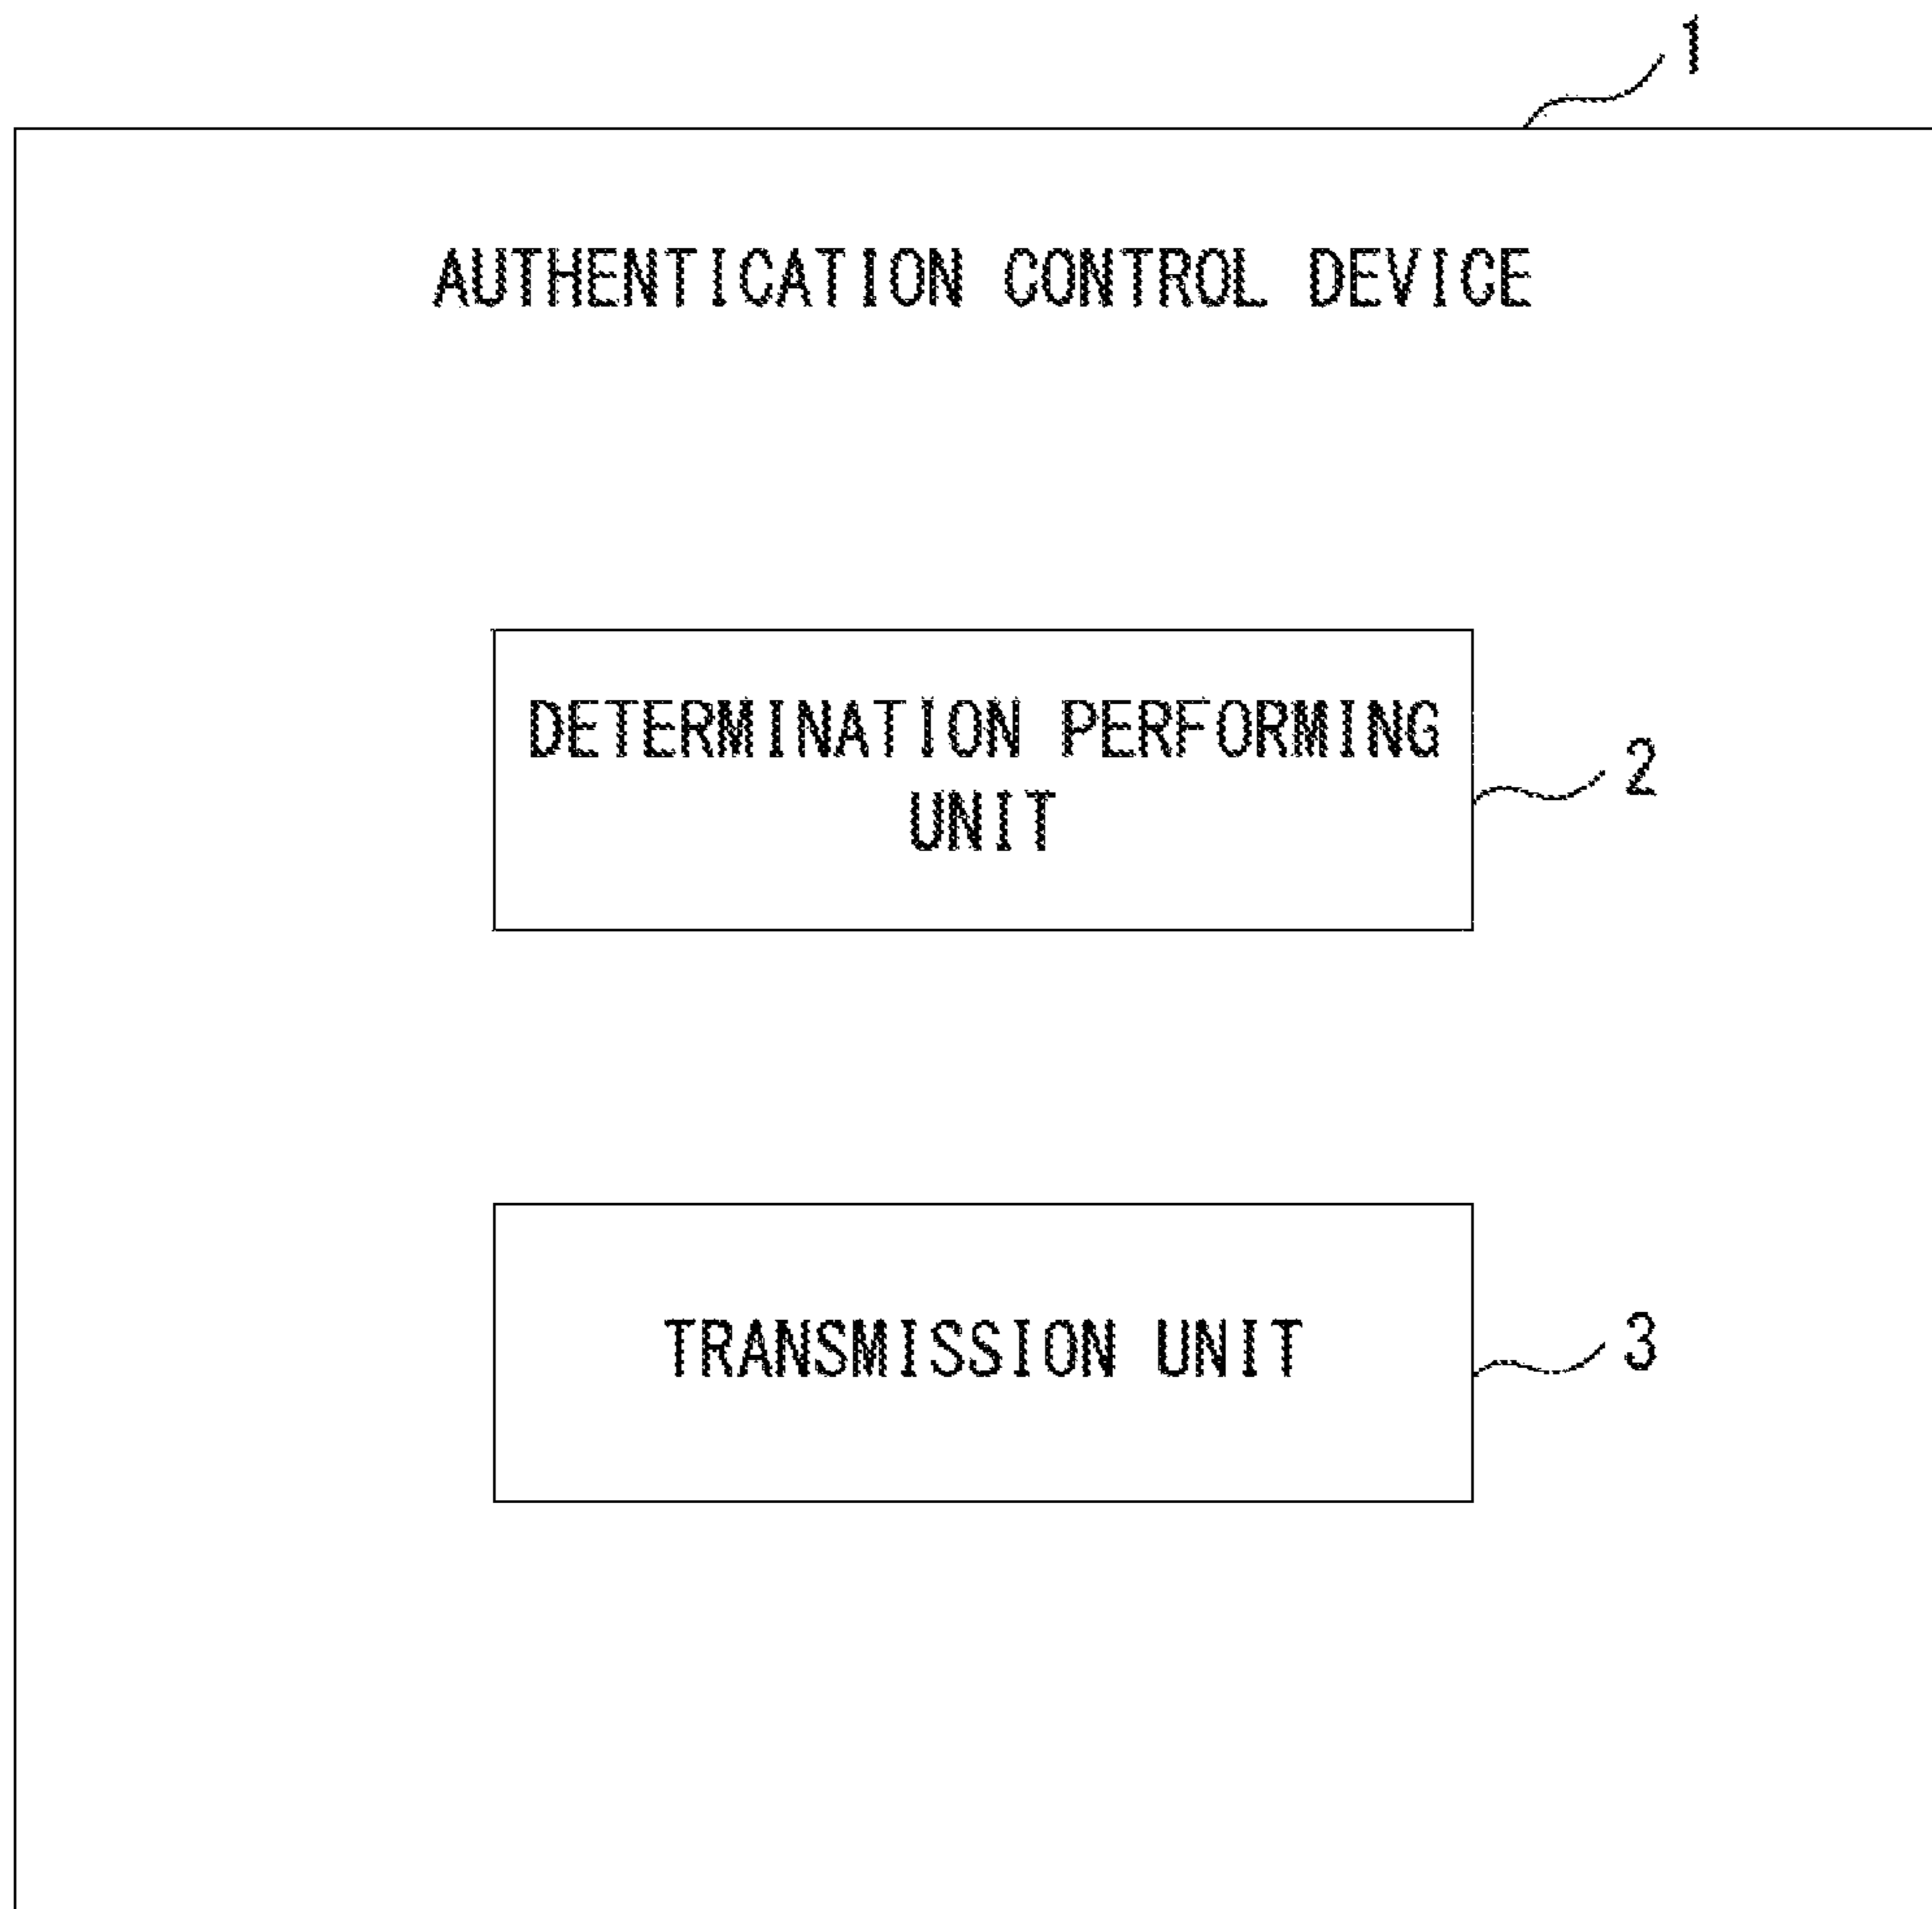 1
AUTHENTICATION CONTROL DEVICE
DETERMINATION PERFORMING
UNIT
2
TRANSMISSION UNIT
3